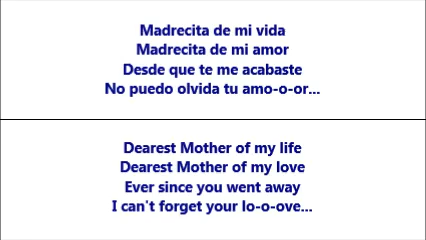 Madrecita de mi vida
Madrecita de mi amor
Desde que te me acabaste
No puedo olvida tu amo-o-or...
Dearest Mother of my life
Dearest Mother of my love
Ever since you went away
I can't forget your lo-o-ove...